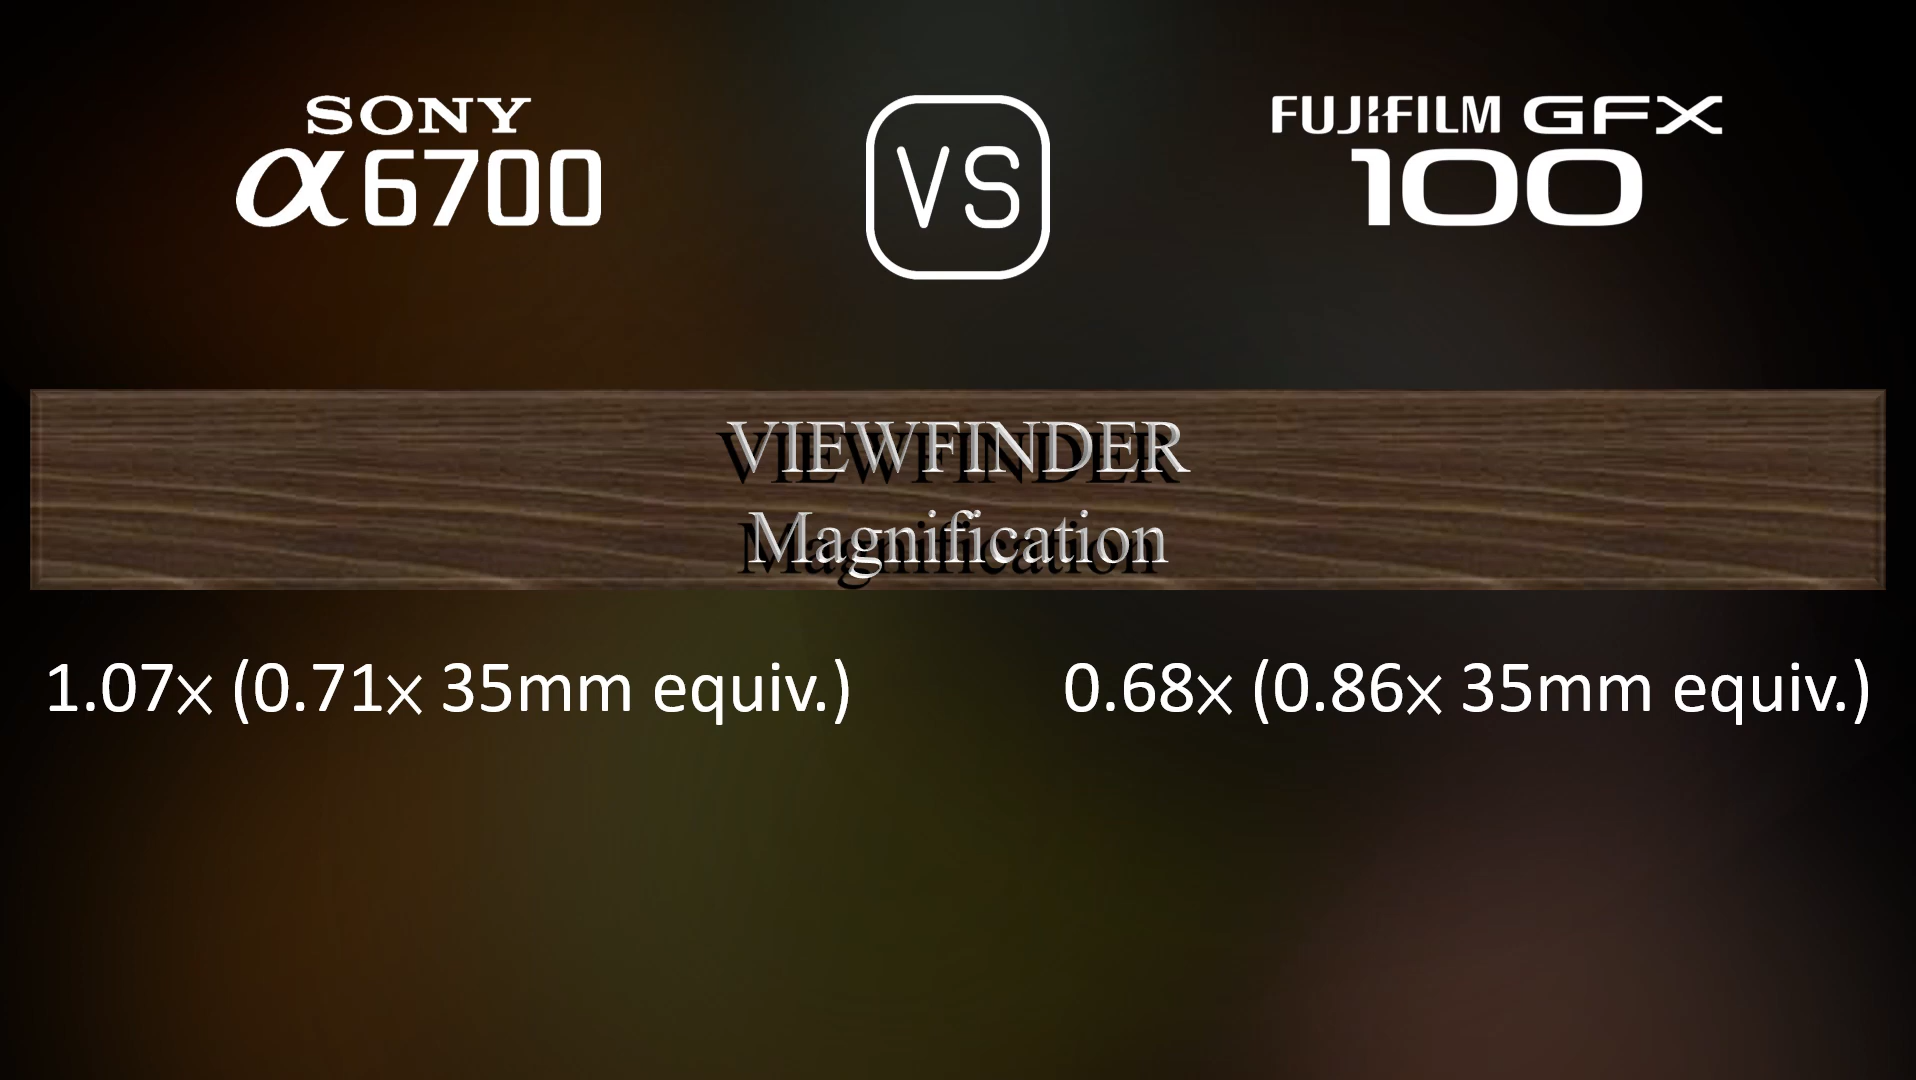 SONY
α6700
VS
FUJIFILM GFX
100
VIEWFINDER
Magnification
1.07x (0.71x 35mm equiv.)
0.68x (0.86x 35mm equiv.)